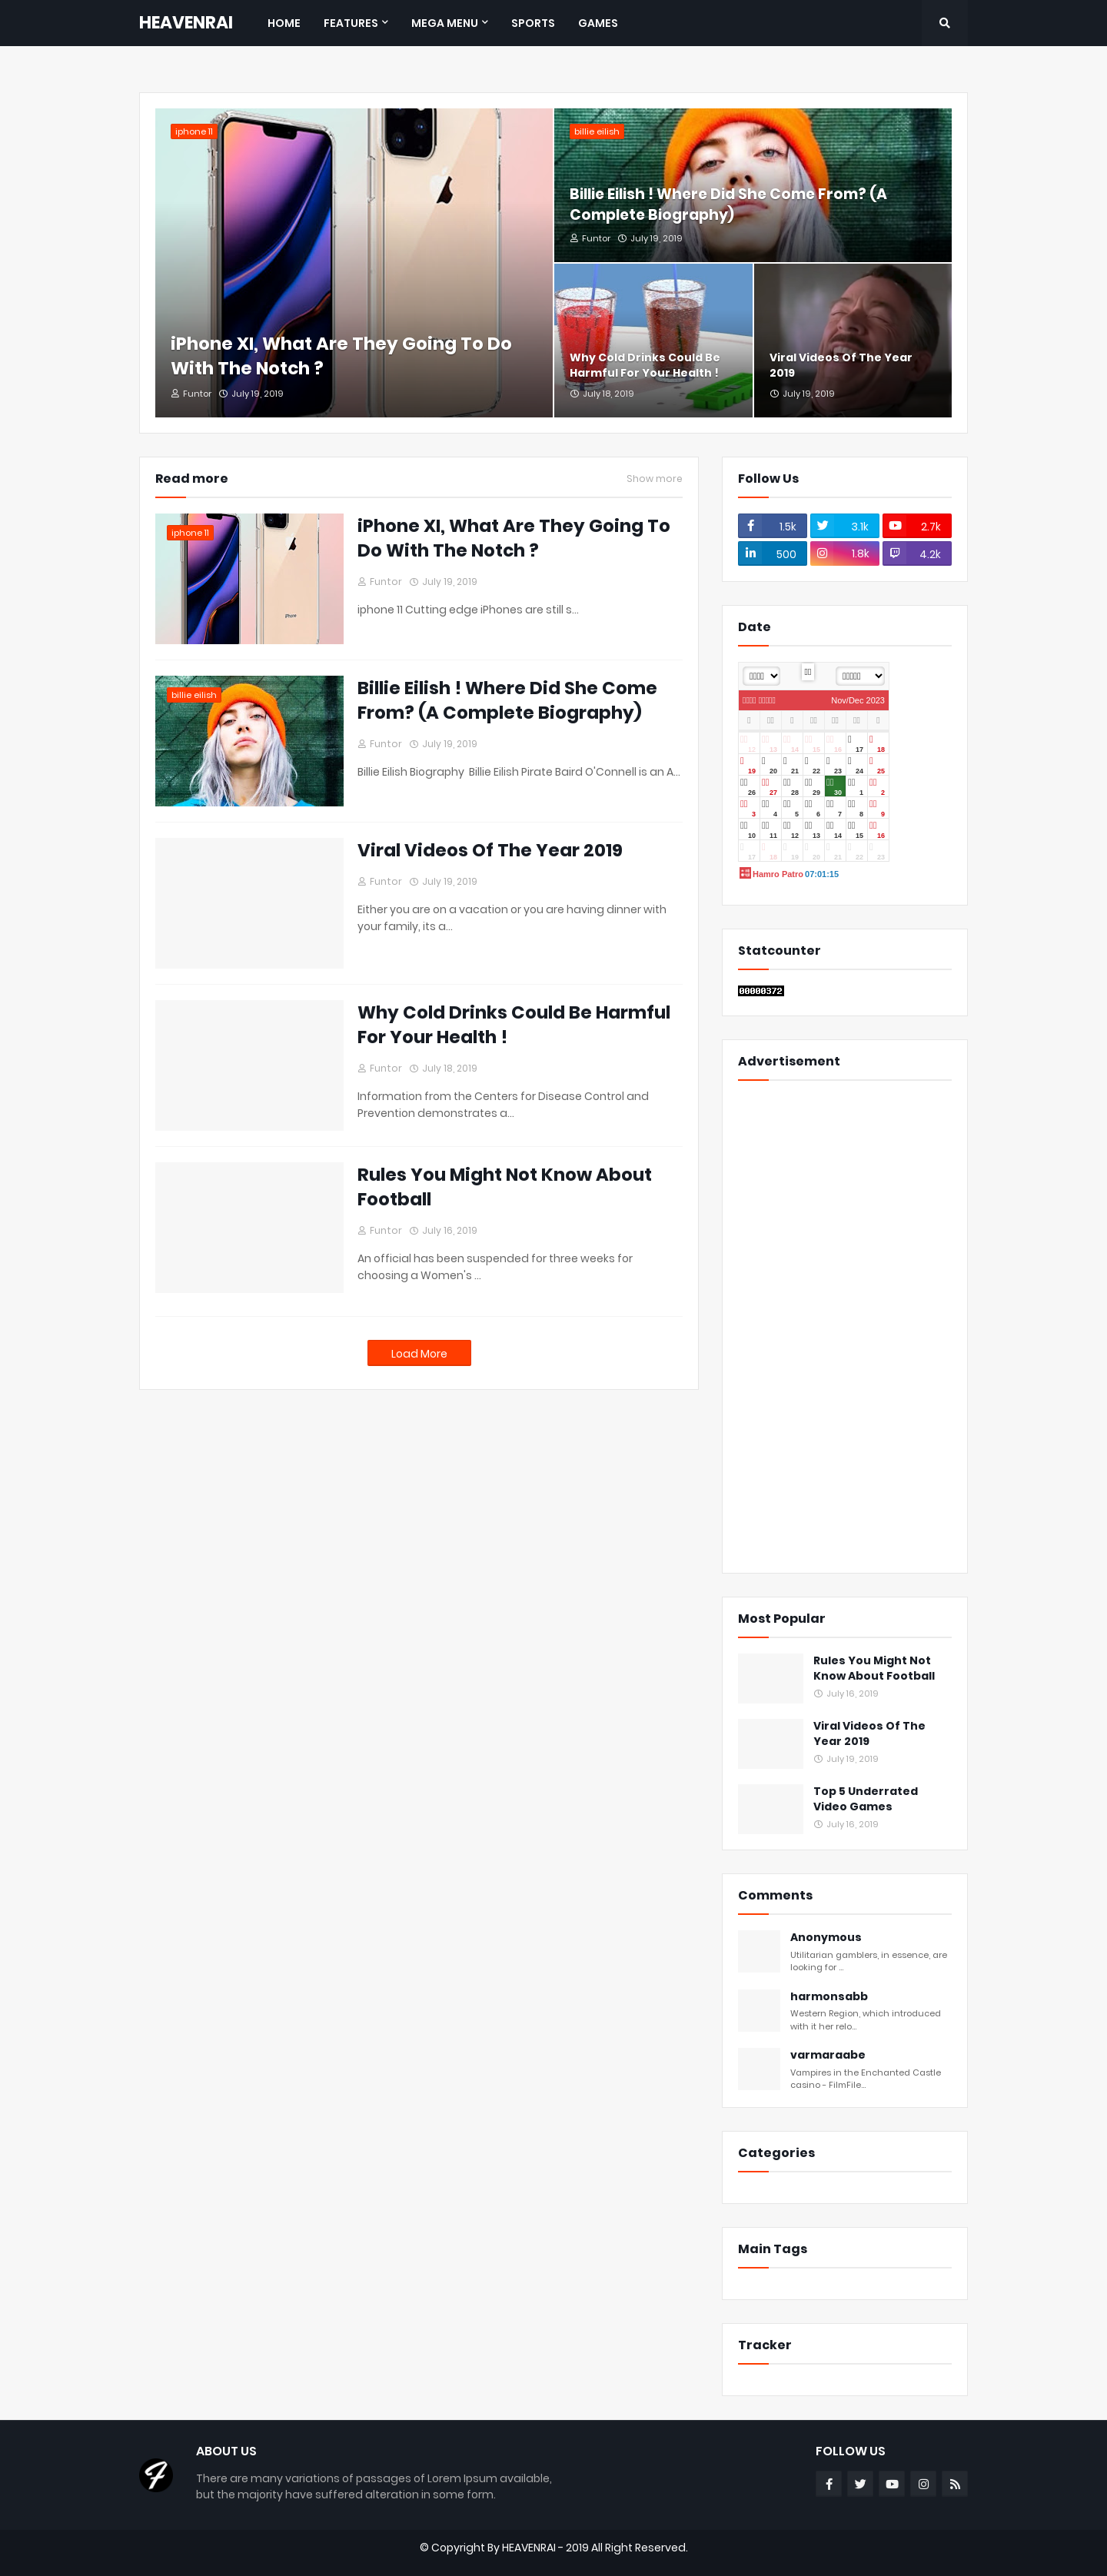 HEAVENRAI
HOME
FEATURES
MEGA MENU
SPORTS
GAMES
iphone 11
iPhone XI, What Are They Going To Do
With The Notch ?
Funtor July 19, 2019
billie eilish
Billie Eilish ! Where Did She Come From? (A
Complete Biography)
Funtor July 19, 2019
Why Cold Drinks Could Be
Harmful For Your Health !
July 18, 2019
Viral Videos Of The Year
2019
July 19, 2019
Read more
Show more
iphone 11
iPhone XI, What Are They Going To
Do With The Notch ?
Funtor July 19, 2019
iphone 11 Cutting edge iPhones are still s...
billie eilish
Billie Eilish ! Where Did She Come
From? (A Complete Biography)
Funtor July 19, 2019
Billie Eilish Biography Billie Eilish Pirate Baird O'Connell is an A...
Viral Videos Of The Year 2019
Funtor July 19, 2019
Either you are on a vacation or you are having dinner with
your family, its a...
Why Cold Drinks Could Be Harmful
For Your Health !
Funtor July 18, 2019
Information from the Centers for Disease Control and
Prevention demonstrates a...
Rules You Might Not Know About
Football
Funtor July 16, 2019
An official has been suspended for three weeks for
choosing a Women's ...
Load More
Follow Us
1.5k 3.1k 2.7k
500 1.8k 4.2k
Date
Nov/Dec 2023
12 13 14 15 16 17 18
19 20 21 22 23 24 25
26 27 28 29 30 1 2
3 4 5 6 7 8 9
10 11 12 13 14 15 16
17 18 19 20 21 22 23
Hamro Patro 07:01:15
Statcounter
00000372
Advertisement
Most Popular
Rules You Might Not
Know About Football
July 16, 2019
Viral Videos Of The
Year 2019
July 19, 2019
Top 5 Underrated
Video Games
July 16, 2019
Comments
Anonymous
Utilitarian gamblers, in essence, are
looking for ...
harmonsabb
Western Region, which introduced
with it her relo...
varmaraabe
Vampires in the Enchanted Castle
casino - FilmFile...
Categories
Main Tags
Tracker
ABOUT US
There are many variations of passages of Lorem Ipsum available,
but the majority have suffered alteration in some form.
FOLLOW US
© Copyright By HEAVENRAI - 2019 All Right Reserved.